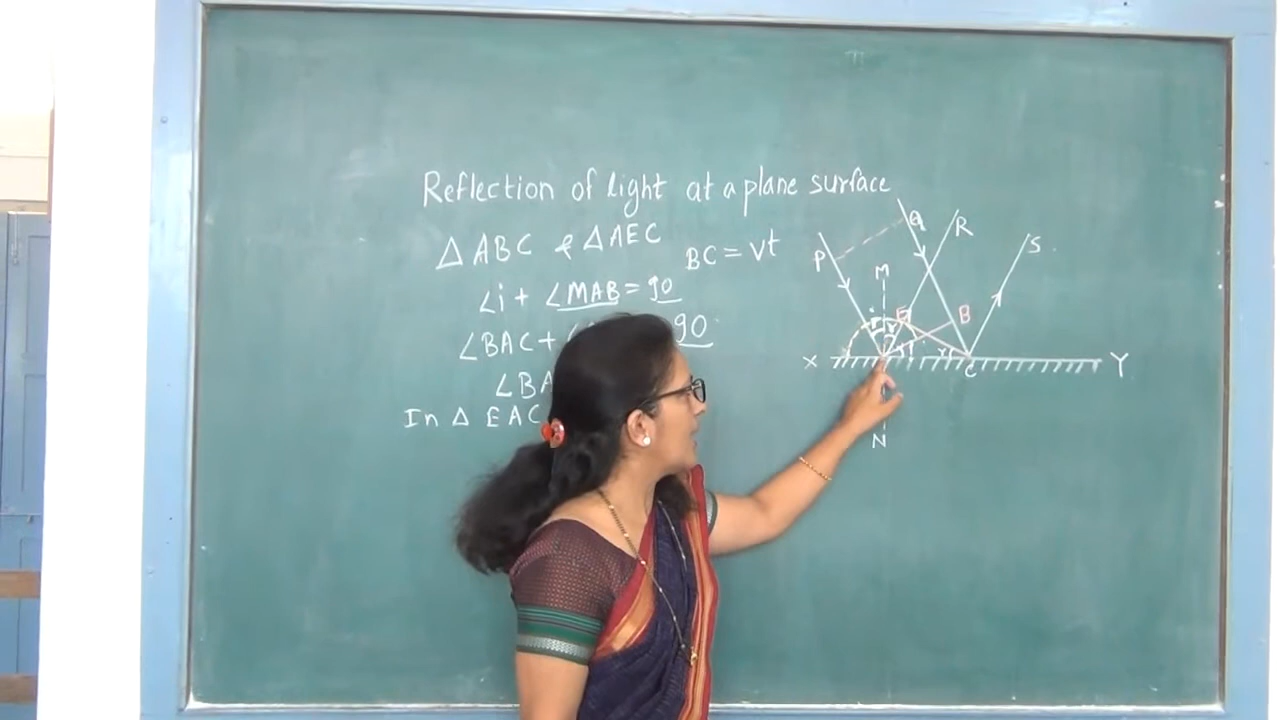 Reflection of light at a plane surface
△ABC & △AEC
BC = vt
∠i + ∠MAB = 90
∠BAC + ∠ 90
∠BA
In △ EAC
P
Q
R
S
M
i
r
E
B
X
C
Y
N